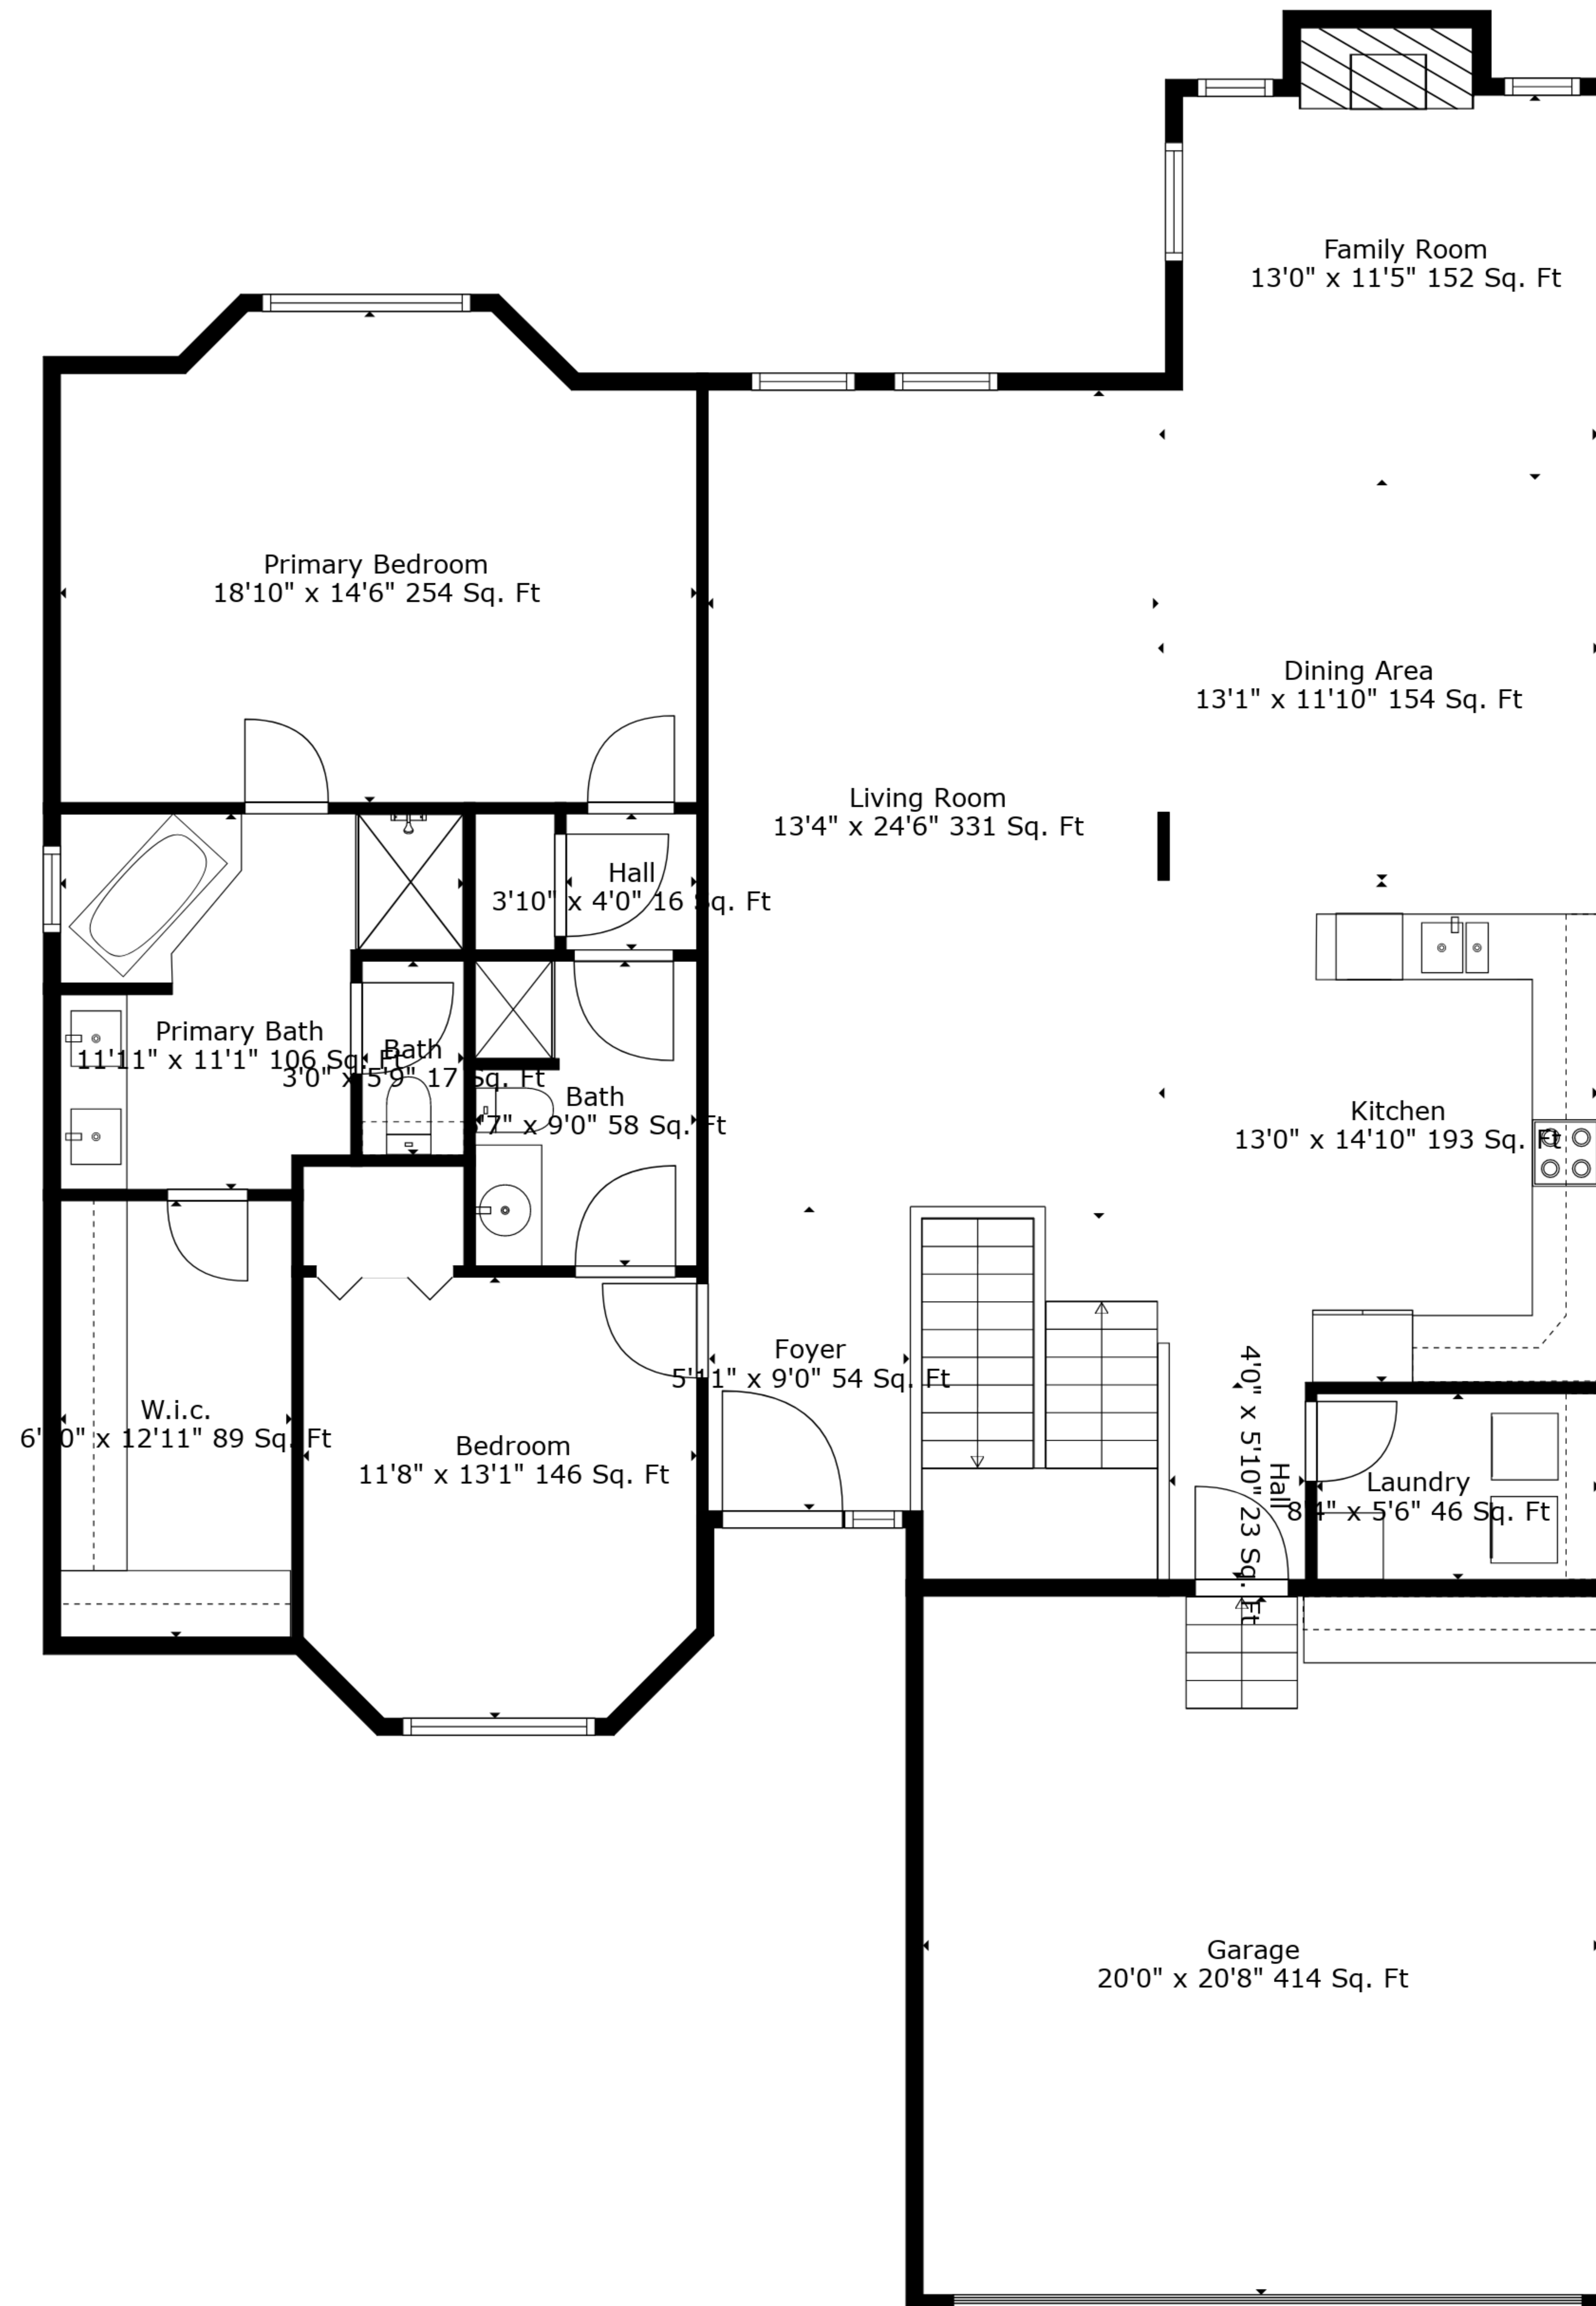 Family Room
13'0" x 11'5" 152 Sq. Ft
Primary Bedroom
18'10" x 14'6" 254 Sq. Ft
Dining Area
13'1" x 11'10" 154 Sq. Ft
Living Room
13'4" x 24'6" 331 Sq. Ft
Hall
3'10" x 4'0" 16 Sq. Ft
Primary Bath
11'11" x 11'1" 106 Sq. Ft
Bath
3'0" x 5'9" 17 Sq. Ft
Bath
x 9'0" 58 Sq. Ft
Kitchen
13'0" x 14'10" 193 Sq. Ft
Foyer
5'11" x 9'0" 54 Sq. Ft
W.i.c.
x 12'11" 89 Sq. Ft
Bedroom
11'8" x 13'1" 146 Sq. Ft
Hall
4'0" x 5'10" 23 Sq. Ft
Laundry
8'4" x 5'6" 46 Sq. Ft
Garage
20'0" x 20'8" 414 Sq. Ft